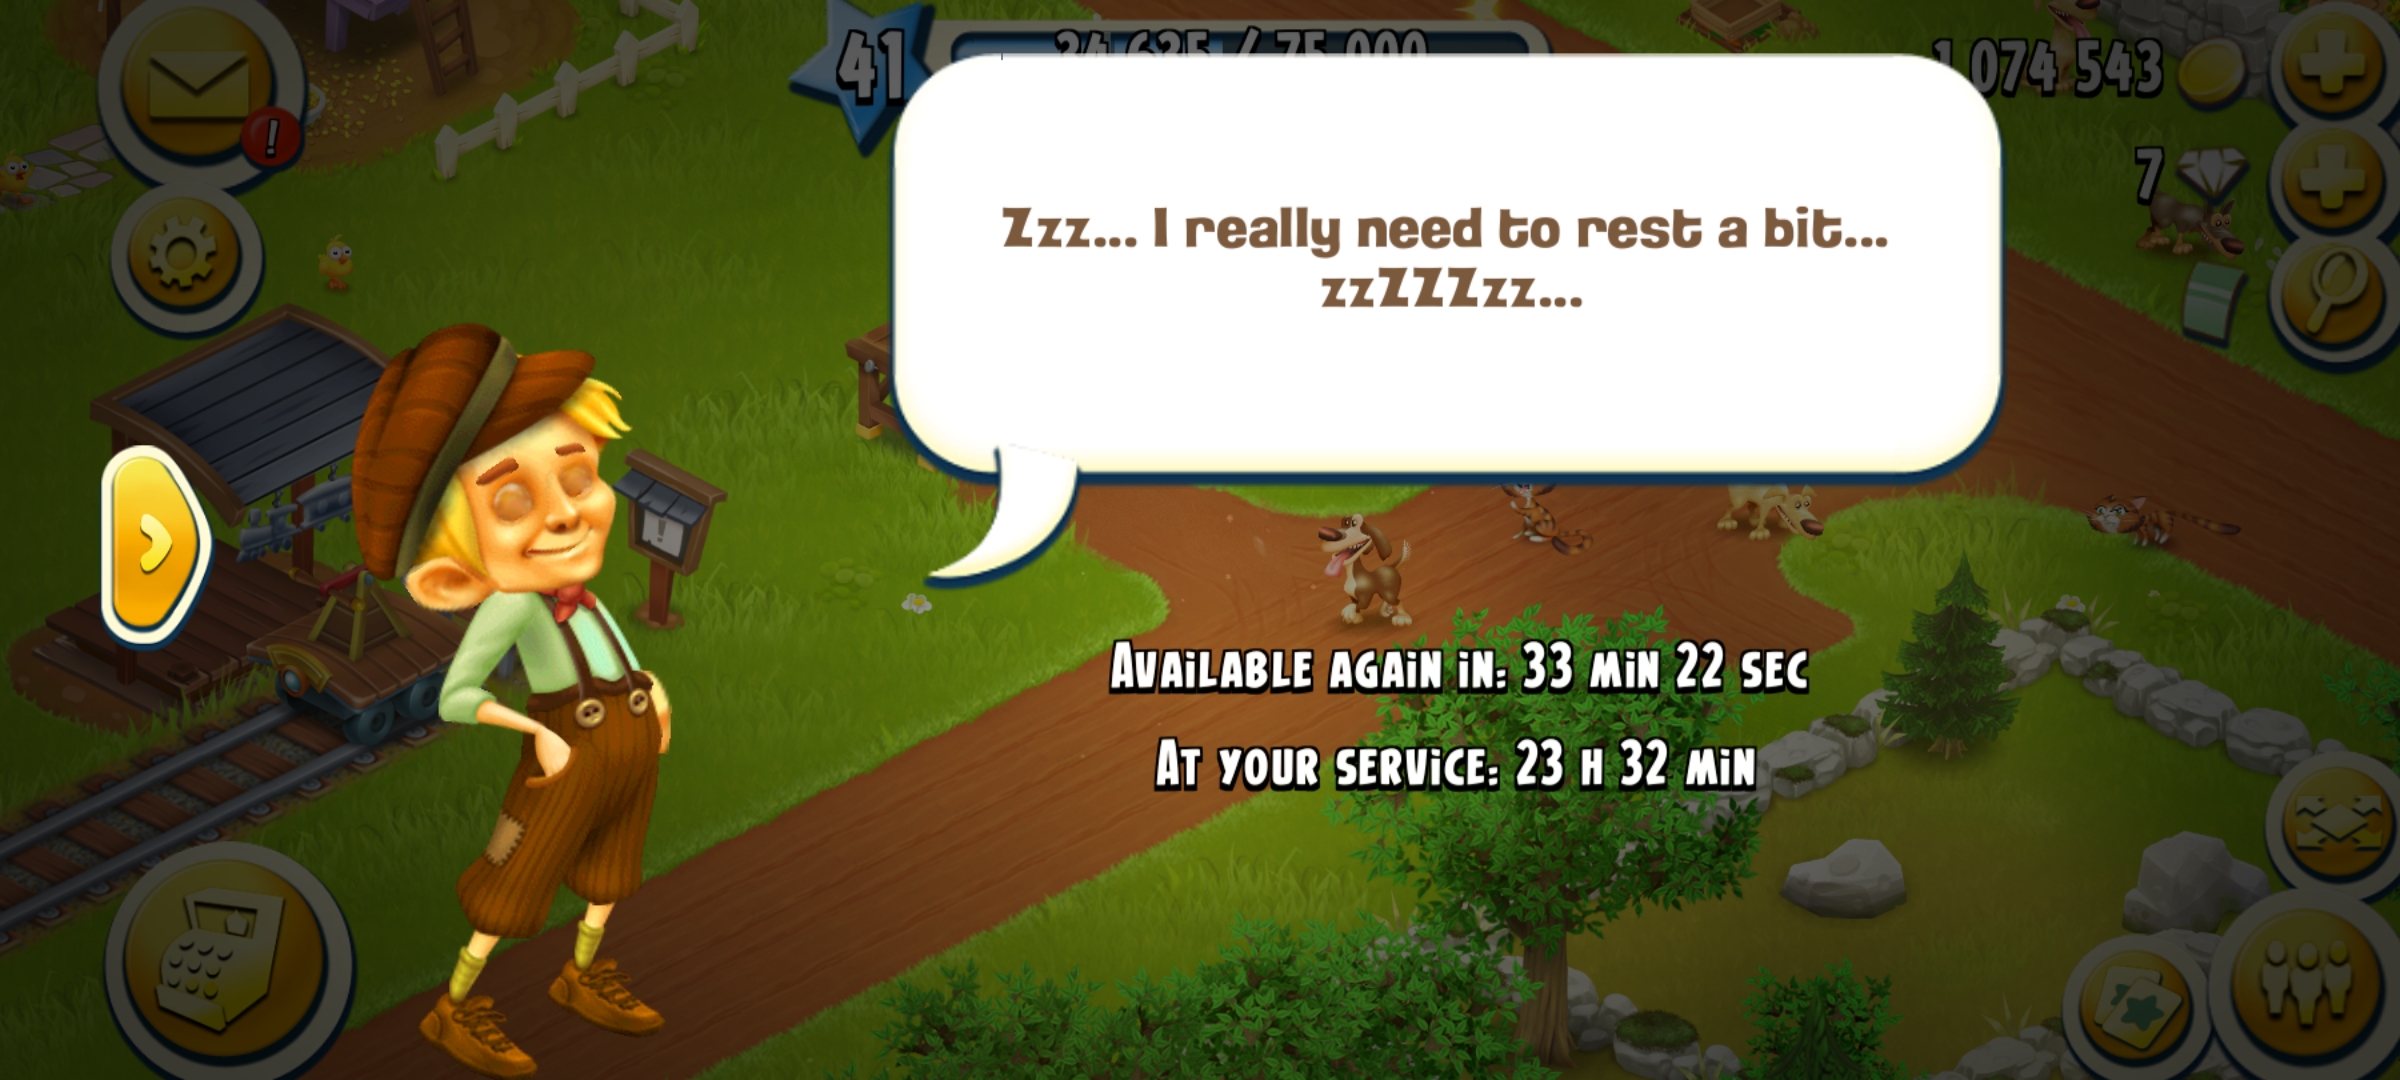 41
1 074 543
7
Zzz... I really need to rest a bit...
zzZZZzz...
Available again in: 33 min 22 sec
At your service: 23 h 32 min